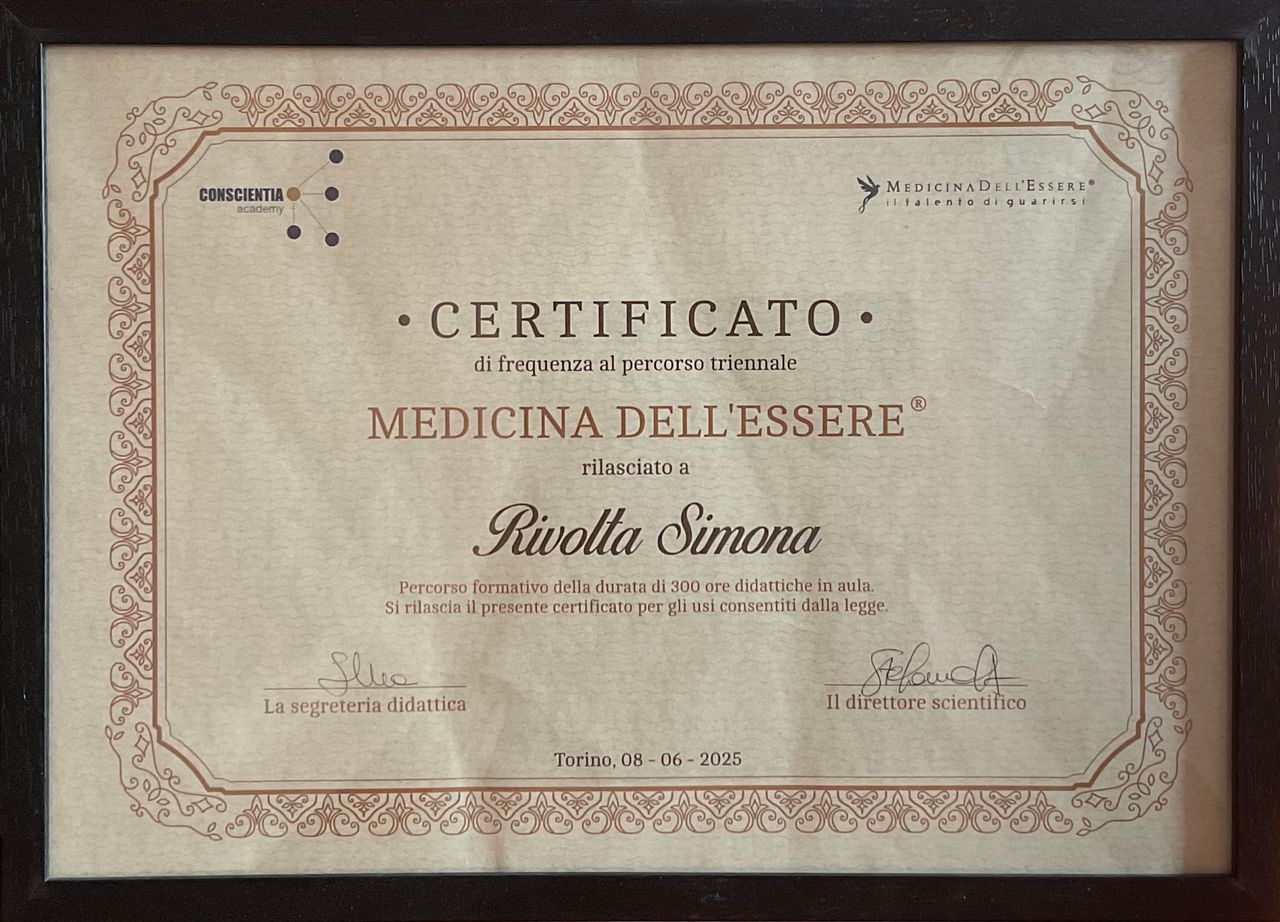 CONSCIENTIA
academy
MEDICINADELL'ESSERE®
il talento di guarirsi
• CERTIFICATO •
di frequenza al percorso triennale
MEDICINA DELL'ESSERE®
rilasciato a
Rivolta Simona
Percorso formativo della durata di 300 ore didattiche in aula.
Si rilascia il presente certificato per gli usi consentiti dalla legge.
La segreteria didattica
Il direttore scientifico
Torino, 08 - 06 - 2025